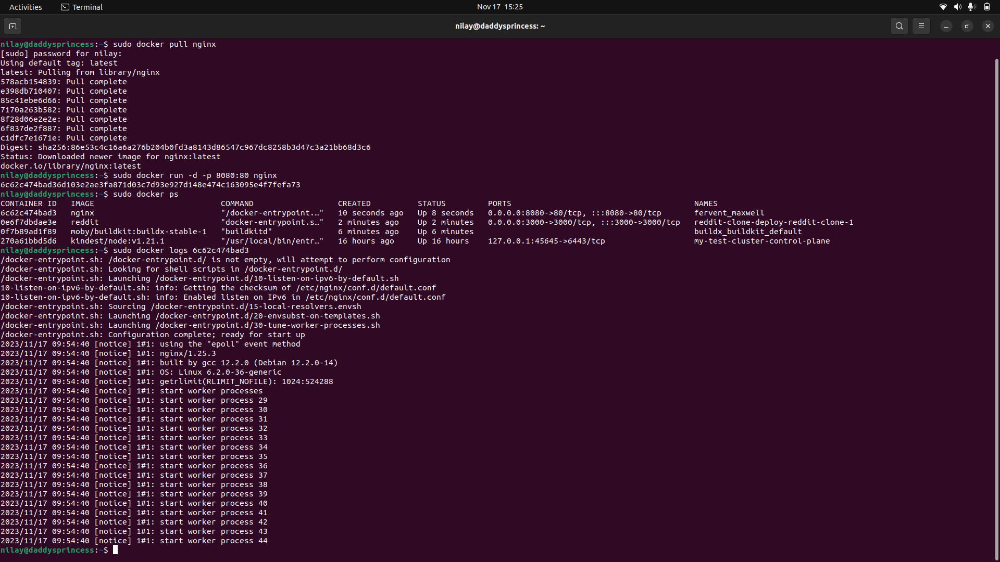 Activities Terminal Nov 17 15:25
nilay@daddysprincess: ~
nilay@daddysprincess:~$ sudo docker pull nginx
[sudo] password for nilay:
Using default tag: latest
latest: Pulling from library/nginx
578acb154839: Pull complete
e398db710407: Pull complete
85c41ebe6d66: Pull complete
7170a263b582: Pull complete
8f28d06e2e2e: Pull complete
6f837de2f887: Pull complete
c1dfc7e1671e: Pull complete
Digest: sha256:86e53c4c16a6a276b204b0fd3a8143d86547c967dc8258b3d47c3a21bb68d3c6
Status: Downloaded newer image for nginx:latest
docker.io/library/nginx:latest
nilay@daddysprincess:~$ sudo docker run -d -p 8080:80 nginx
6c62c474bad36d103e2ae3fa871d03c7d93e927d148e474c163095e4f7fefa73
nilay@daddysprincess:~$ sudo docker ps
CONTAINER ID   IMAGE                           COMMAND                  CREATED          STATUS         PORTS                                       NAMES
6c62c474bad3   nginx                           "/docker-entrypoint.…"   10 seconds ago   Up 8 seconds   0.0.0.0:8080->80/tcp, :::8080->80/tcp       fervent_maxwell
0e6f7dbdae3e   reddit                          "docker-entrypoint.s…"   2 minutes ago    Up 2 minutes   0.0.0.0:3000->3000/tcp, :::3000->3000/tcp   reddit-clone-deploy-reddit-clone-1
0f7b89ad1f89   moby/buildkit:buildx-stable-1   "buildkitd"              6 minutes ago    Up 6 minutes                                               buildx_buildkit_default
270a61bbd5d6   kindest/node:v1.21.1            "/usr/local/bin/entr…"   16 hours ago     Up 16 hours    127.0.0.1:45645->6443/tcp                   my-test-cluster-control-plane
nilay@daddysprincess:~$ sudo docker logs 6c62c474bad3
/docker-entrypoint.sh: /docker-entrypoint.d/ is not empty, will attempt to perform configuration
/docker-entrypoint.sh: Looking for shell scripts in /docker-entrypoint.d/
/docker-entrypoint.sh: Launching /docker-entrypoint.d/10-listen-on-ipv6-by-default.sh
10-listen-on-ipv6-by-default.sh: info: Getting the checksum of /etc/nginx/conf.d/default.conf
10-listen-on-ipv6-by-default.sh: info: Enabled listen on IPv6 in /etc/nginx/conf.d/default.conf
/docker-entrypoint.sh: Sourcing /docker-entrypoint.d/15-local-resolvers.envsh
/docker-entrypoint.sh: Launching /docker-entrypoint.d/20-envsubst-on-templates.sh
/docker-entrypoint.sh: Launching /docker-entrypoint.d/30-tune-worker-processes.sh
/docker-entrypoint.sh: Configuration complete; ready for start up
2023/11/17 09:54:40 [notice] 1#1: using the "epoll" event method
2023/11/17 09:54:40 [notice] 1#1: nginx/1.25.3
2023/11/17 09:54:40 [notice] 1#1: built by gcc 12.2.0 (Debian 12.2.0-14)
2023/11/17 09:54:40 [notice] 1#1: OS: Linux 6.2.0-36-generic
2023/11/17 09:54:40 [notice] 1#1: getrlimit(RLIMIT_NOFILE): 1024:524288
2023/11/17 09:54:40 [notice] 1#1: start worker processes
2023/11/17 09:54:40 [notice] 1#1: start worker process 29
2023/11/17 09:54:40 [notice] 1#1: start worker process 30
2023/11/17 09:54:40 [notice] 1#1: start worker process 31
2023/11/17 09:54:40 [notice] 1#1: start worker process 32
2023/11/17 09:54:40 [notice] 1#1: start worker process 33
2023/11/17 09:54:40 [notice] 1#1: start worker process 34
2023/11/17 09:54:40 [notice] 1#1: start worker process 35
2023/11/17 09:54:40 [notice] 1#1: start worker process 36
2023/11/17 09:54:40 [notice] 1#1: start worker process 37
2023/11/17 09:54:40 [notice] 1#1: start worker process 38
2023/11/17 09:54:40 [notice] 1#1: start worker process 39
2023/11/17 09:54:40 [notice] 1#1: start worker process 40
2023/11/17 09:54:40 [notice] 1#1: start worker process 41
2023/11/17 09:54:40 [notice] 1#1: start worker process 42
2023/11/17 09:54:40 [notice] 1#1: start worker process 43
2023/11/17 09:54:40 [notice] 1#1: start worker process 44
nilay@daddysprincess:~$